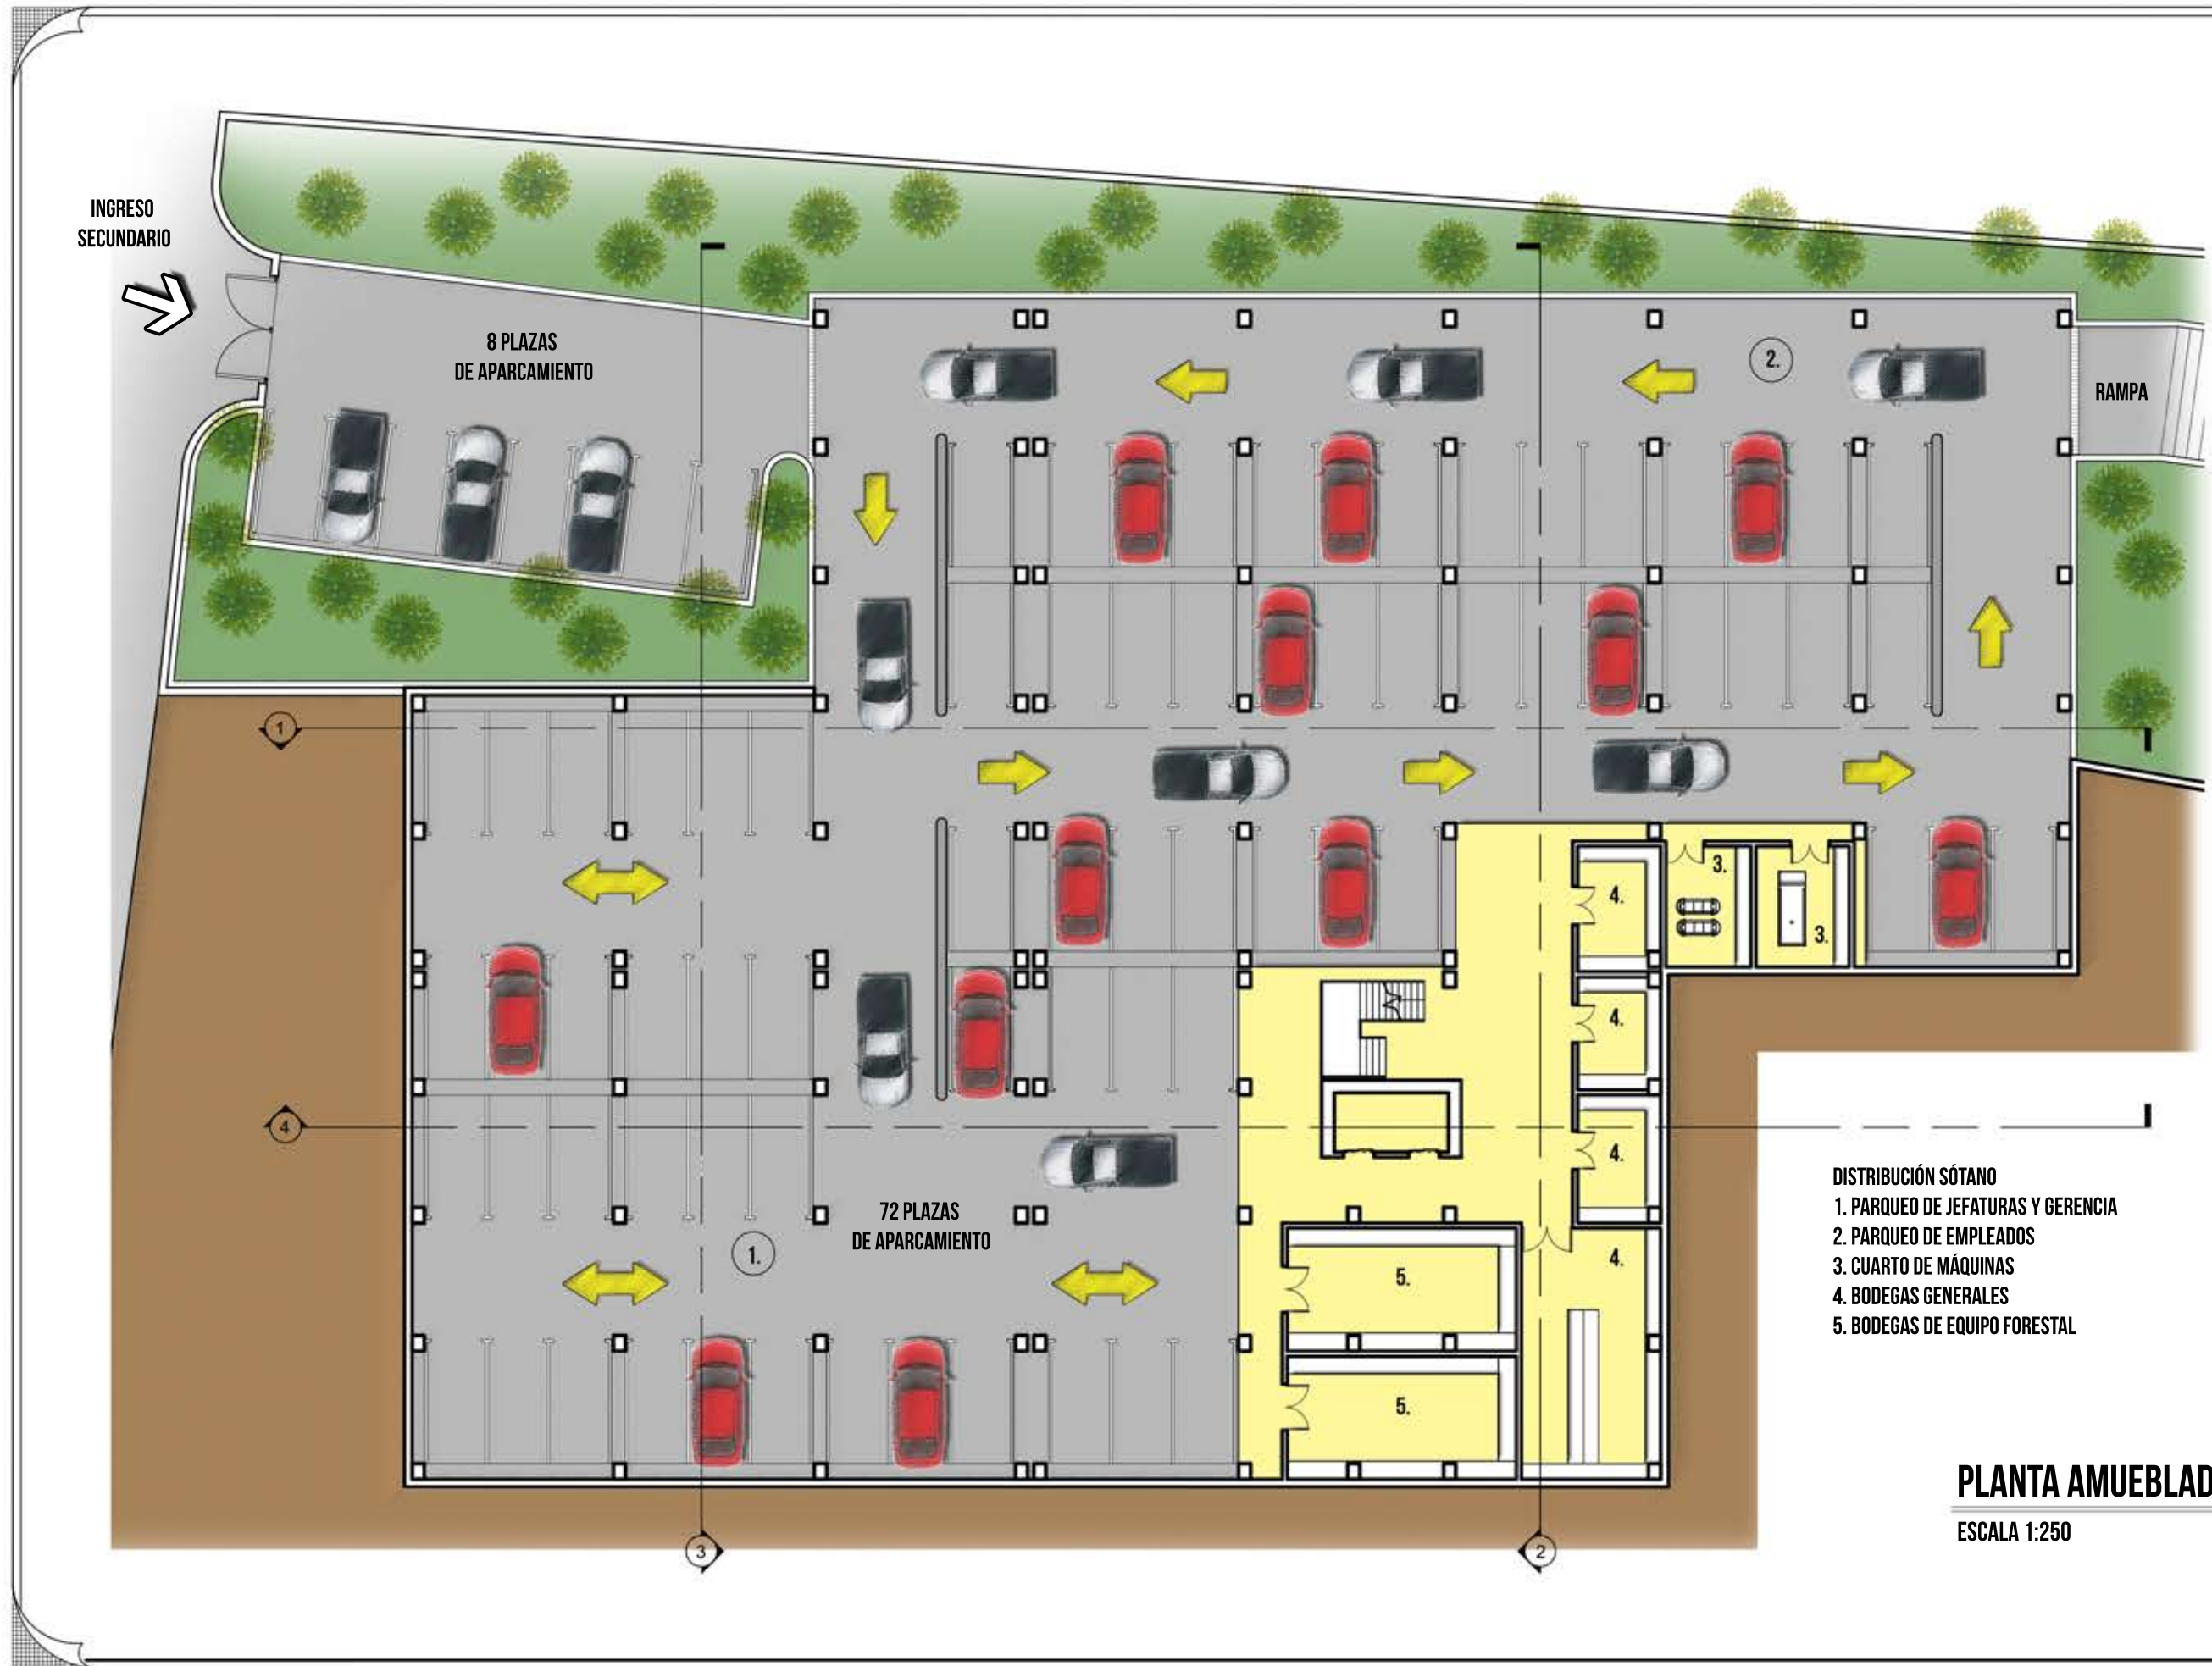 INGRESO
SECUNDARIO
8 PLAZAS
DE APARCAMIENTO
2.
RAMPA
1
3.
4.
3.
4.
4
4.
72 PLAZAS
DE APARCAMIENTO
1.
4.
5.
5.
DISTRIBUCIÓN SÓTANO
1. PARQUEO DE JEFATURAS Y GERENCIA
2. PARQUEO DE EMPLEADOS
3. CUARTO DE MÁQUINAS
4. BODEGAS GENERALES
5. BODEGAS DE EQUIPO FORESTAL
PLANTA AMUEBLAD
ESCALA 1:250
3
2